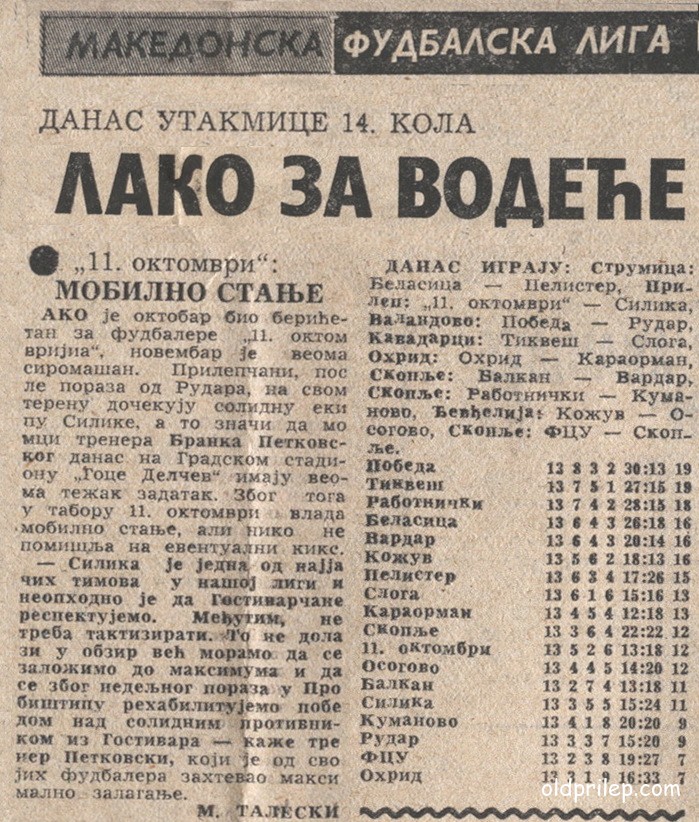 МАКЕДОНСКА ФУДБАЛСКА ЛИГА
ДАНАС УТАКМИЦЕ 14. КОЛА
ЛАКО ЗА ВОДЕЋЕ
„11. октомври“:
МОБИЛНО СТАЊЕ
АКО је октобар био берићe-
тан за фудбалере „11. октом
вријиа“, новембар је веома
сиромашан. Прилепчани, пос
ле пораза од Рудара, на свом
терену дочекују солидну еки
пу Силике, а то значи да мо
мци тренера Бранка Петковс-
ког данас на Градском стади-
ону „Гоце Делчев“ имају вео-
ма тежак задатак. Због тога
у табору 11. октомври влада
мобилно стање, али нико не
помишља на евентуални кикс.
— Силика је једна од најја
чих тимова у нашој лиги и
неопходно је да Гостиварчане
респектујемо. Међутим, не
треба тактизирати. То не дола
зи у обзир већ морамо да се
заложимо до максимума и да
се због недељног пораза у Про
биштипу рехабилитујемо побе
дом над солидним противни-
ком из Гостивара — каже тре
нер Петковски, који је од сво
јих фудбалера захтевао макси
мално залагање.
М. ТАЛЕСКИ
ДАНАС ИГРАЈУ: Струмица:
Беласица — Пелистер, При-
леп: „11. октомври“ — Силика,
Валандово: Победа — Рудар,
Кавадарци: Тиквеш — Слога,
Охрид: Охрид — Караорман,
Скопље: Балкан — Вардар,
Скопље: Работнички — Кума-
ново, Ђевђелија: Кожув — О-
согово, Скопље: ФЦУ — Скоп-
ље.
Победа 13 8 3 2 30:13 19
Тиквеш 13 7 5 1 27:15 19
Работнички 13 7 4 2 28:15 18
Беласица 13 6 4 3 26:18 16
Вардар 13 6 4 3 20:14 16
Кожув 13 5 6 2 18:13 16
Пелистер 13 6 3 4 17:26 15
Слога 13 6 1 6 15:16 13
Караорман 13 4 5 4 12:18 13
Скопље 13 3 6 4 22:22 12
11. октомбри 13 5 2 6 13:18 12
Осогово 13 4 4 5 14:20 12
Балкан 13 2 7 4 13:18 11
Силика 13 3 5 5 15:24 11
Куманово 13 4 1 8 20:20 9
Рудар 13 3 3 7 15:20 9
ФЦУ 13 2 3 8 19:27 7
Охрид 13 3 1 9 16:33 7
oldprilep.com